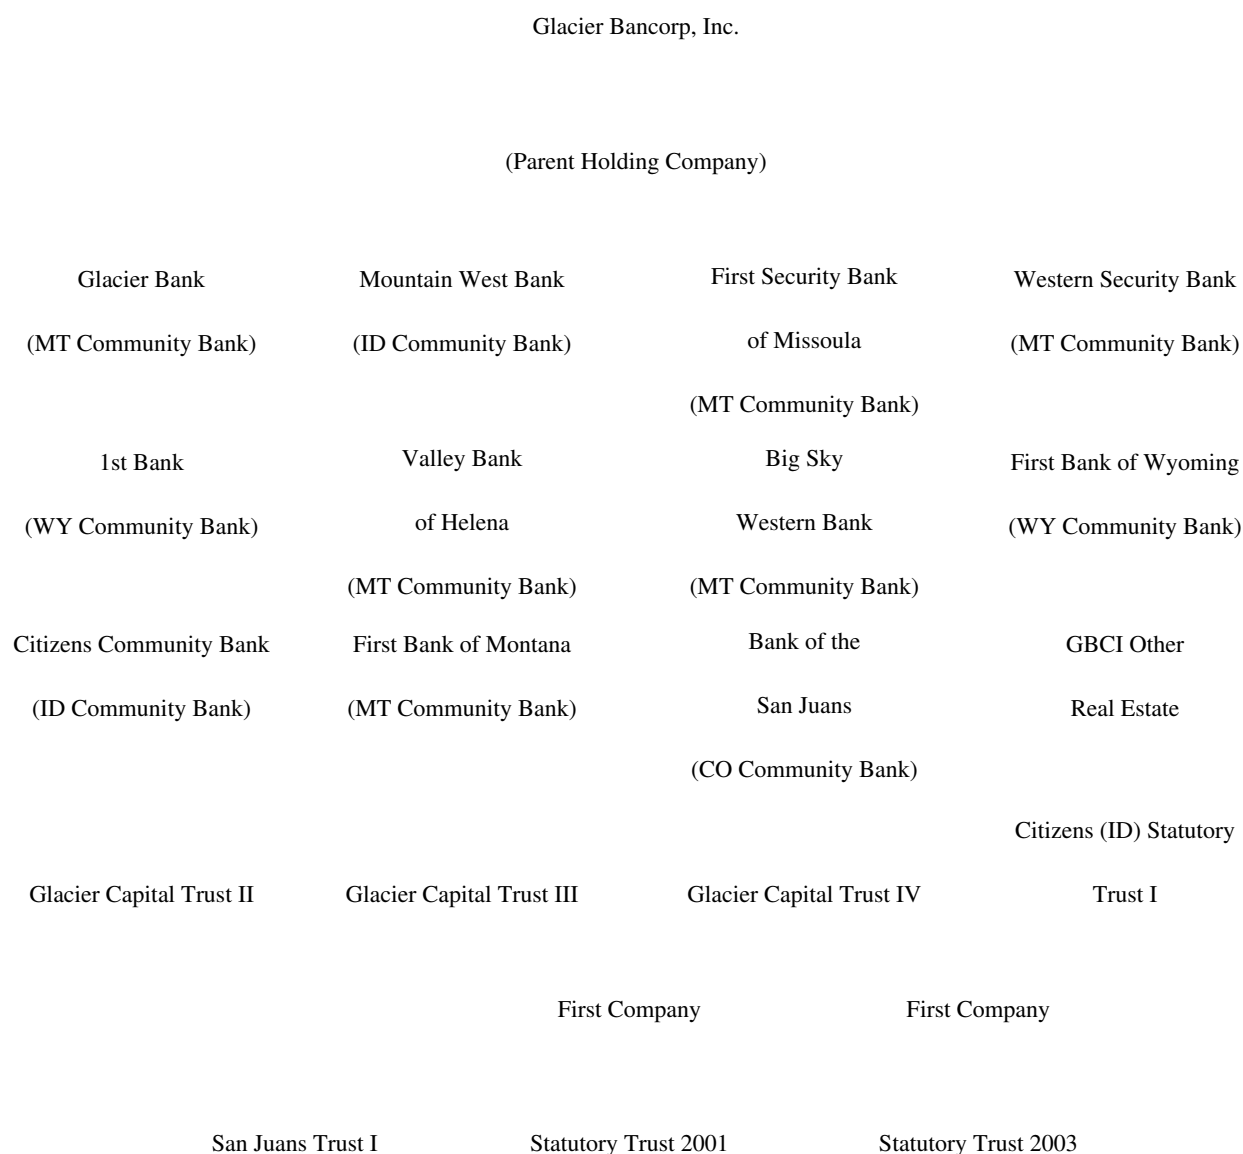 Glacier Bancorp, Inc.
(Parent Holding Company)
Glacier Bank
(MT Community Bank)
Mountain West Bank
(ID Community Bank)
First Security Bank
of Missoula
(MT Community Bank)
Western Security Bank
(MT Community Bank)
1st Bank
(WY Community Bank)
Valley Bank
of Helena
(MT Community Bank)
Big Sky
Western Bank
(MT Community Bank)
First Bank of Wyoming
(WY Community Bank)
Citizens Community Bank
(ID Community Bank)
First Bank of Montana
(MT Community Bank)
Bank of the
San Juans
(CO Community Bank)
GBCI Other
Real Estate
Glacier Capital Trust II
Glacier Capital Trust III
Glacier Capital Trust IV
Citizens (ID) Statutory
Trust I
San Juans Trust I
First Company
Statutory Trust 2001
First Company
Statutory Trust 2003